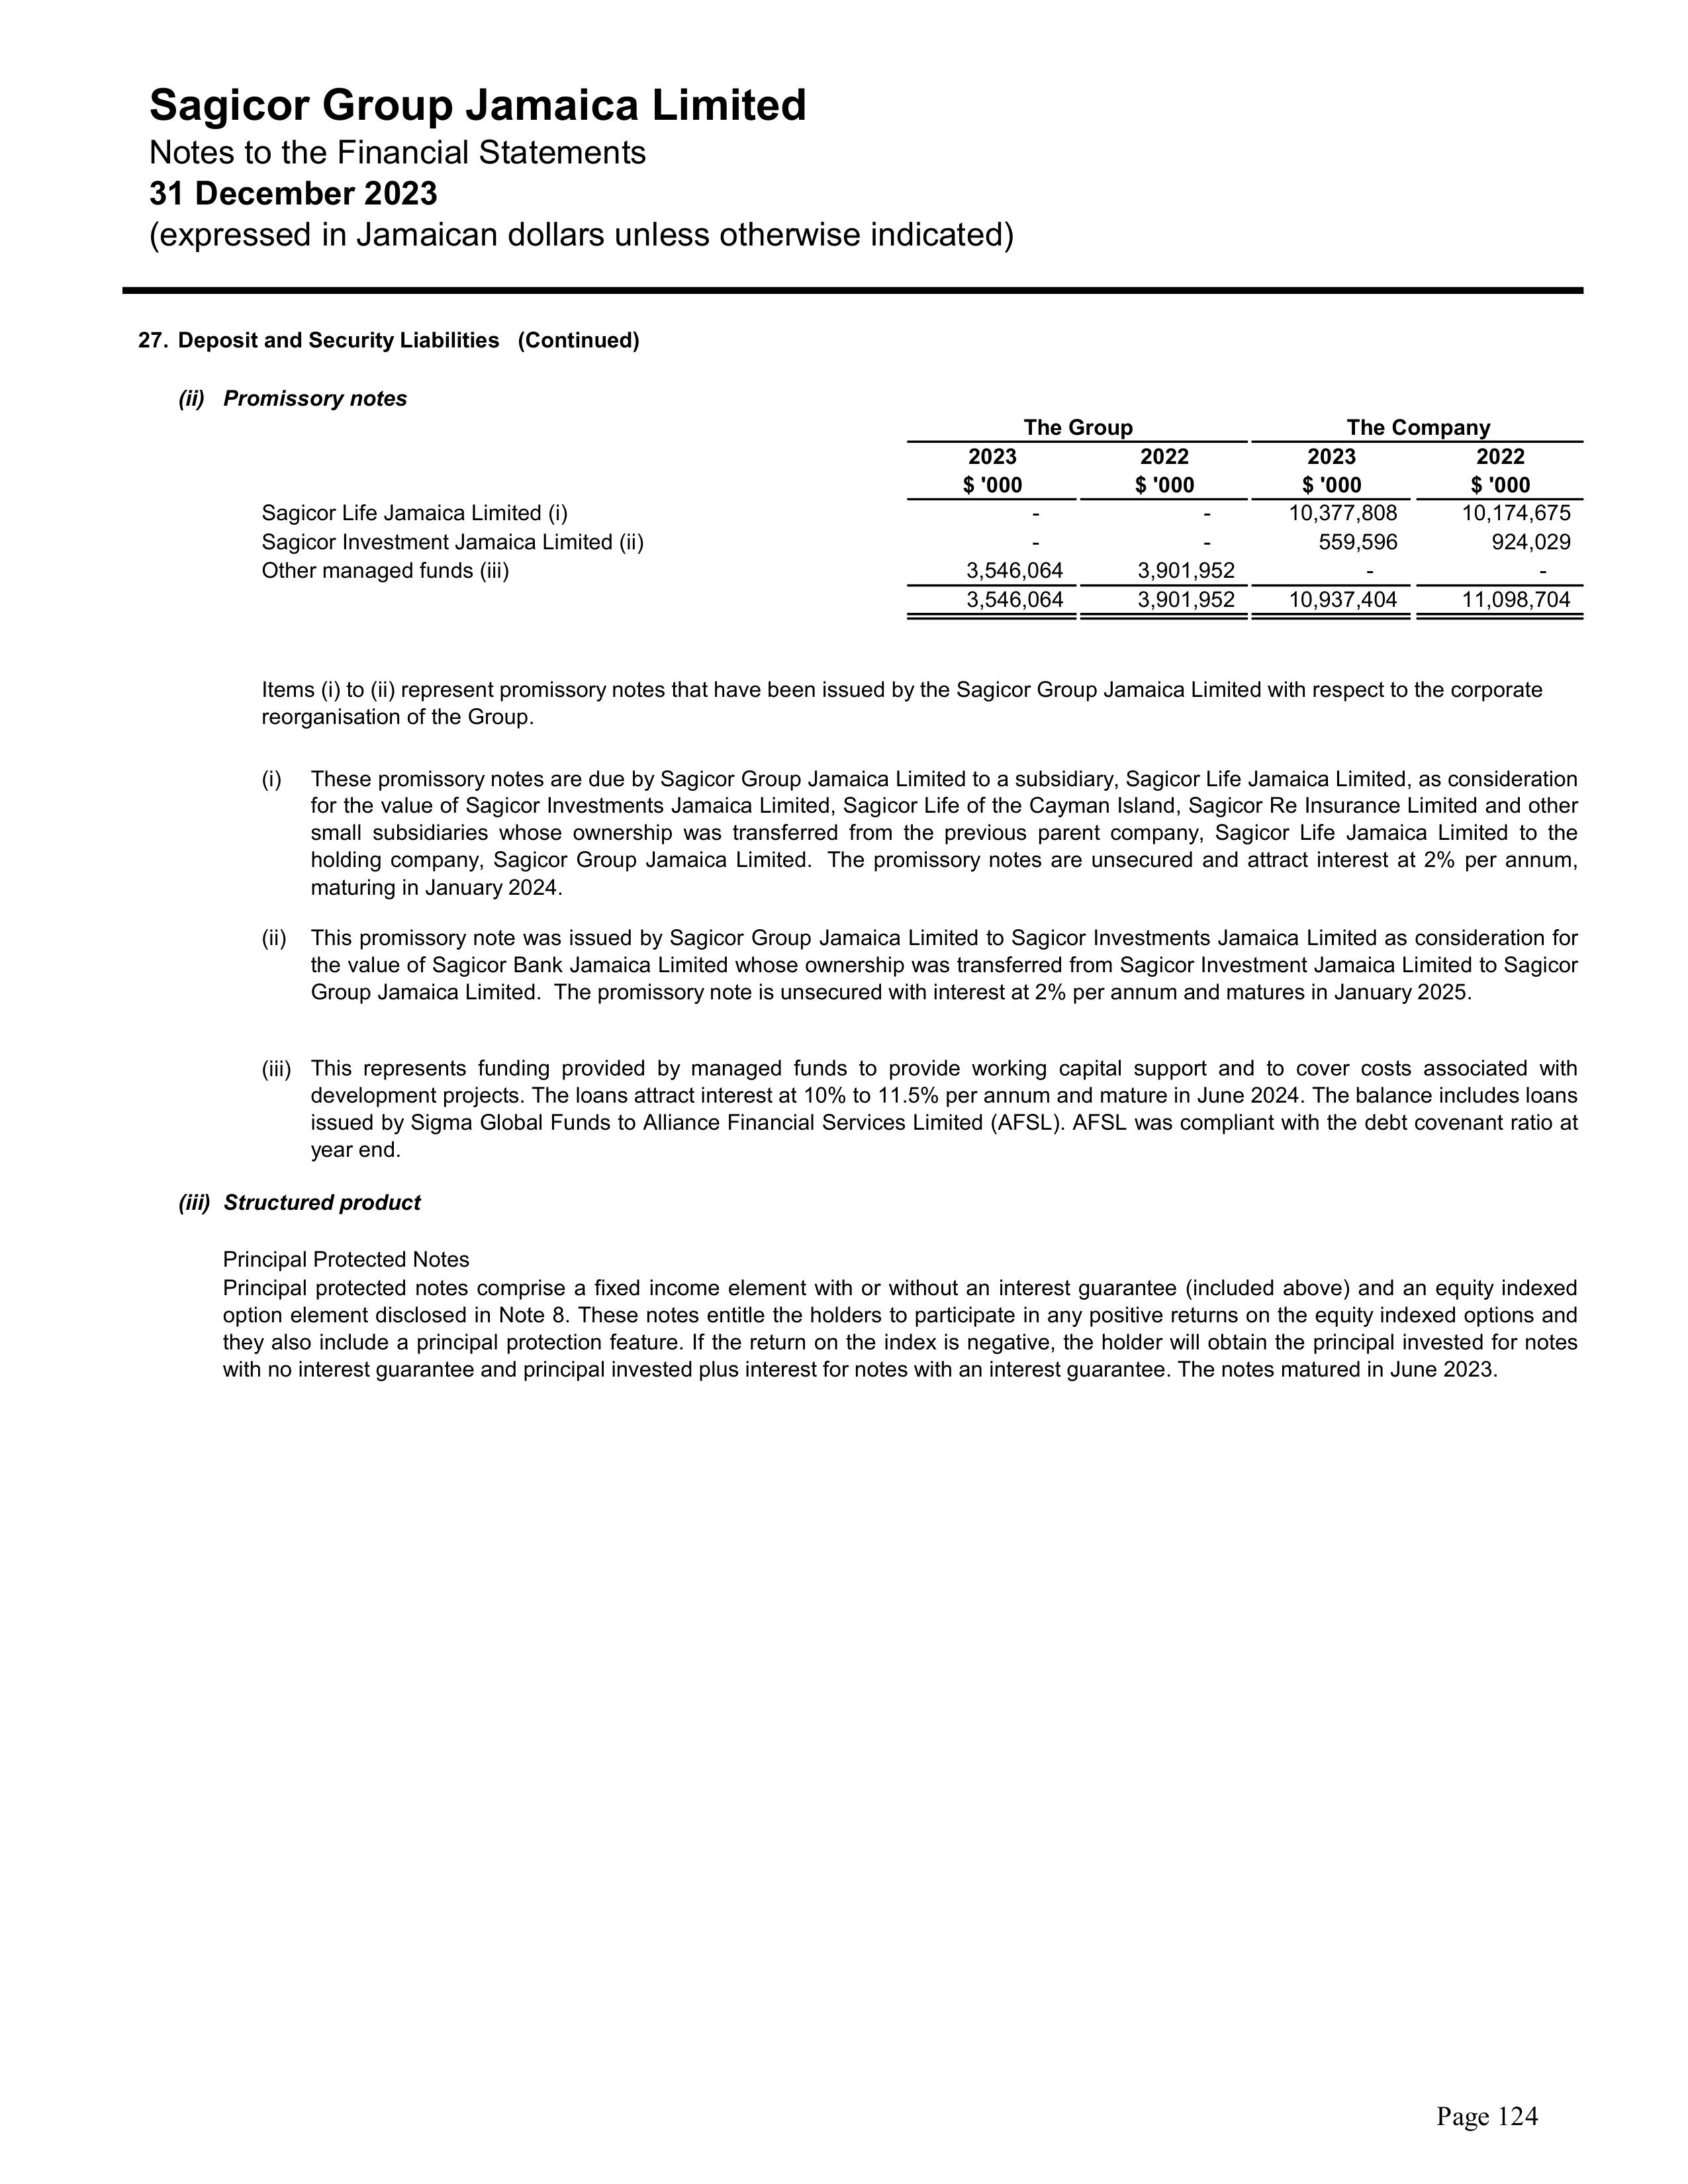 Sagicor Group Jamaica Limited
Notes to the Financial Statements
31 December 2023
(expressed in Jamaican dollars unless otherwise indicated)
27. Deposit and Security Liabilities (Continued)
(ii) Promissory notes
The Group The Company
2023 2022 2023 2022
$ '000 $ '000 $ '000 $ '000
Sagicor Life Jamaica Limited (i) - - 10,377,808 10,174,675
Sagicor Investment Jamaica Limited (ii) - - 559,596 924,029
Other managed funds (iii) 3,546,064 3,901,952 - -
3,546,064 3,901,952 10,937,404 11,098,704
Items (i) to (ii) represent promissory notes that have been issued by the Sagicor Group Jamaica Limited with respect to the corporate
reorganisation of the Group.
(i) These promissory notes are due by Sagicor Group Jamaica Limited to a subsidiary, Sagicor Life Jamaica Limited, as consideration
for the value of Sagicor Investments Jamaica Limited, Sagicor Life of the Cayman Island, Sagicor Re Insurance Limited and other
small subsidiaries whose ownership was transferred from the previous parent company, Sagicor Life Jamaica Limited to the
holding company, Sagicor Group Jamaica Limited. The promissory notes are unsecured and attract interest at 2% per annum,
maturing in January 2024.
(ii) This promissory note was issued by Sagicor Group Jamaica Limited to Sagicor Investments Jamaica Limited as consideration for
the value of Sagicor Bank Jamaica Limited whose ownership was transferred from Sagicor Investment Jamaica Limited to Sagicor
Group Jamaica Limited. The promissory note is unsecured with interest at 2% per annum and matures in January 2025.
(iii) This represents funding provided by managed funds to provide working capital support and to cover costs associated with
development projects. The loans attract interest at 10% to 11.5% per annum and mature in June 2024. The balance includes loans
issued by Sigma Global Funds to Alliance Financial Services Limited (AFSL). AFSL was compliant with the debt covenant ratio at
year end.
(iii) Structured product
Principal Protected Notes
Principal protected notes comprise a fixed income element with or without an interest guarantee (included above) and an equity indexed
option element disclosed in Note 8. These notes entitle the holders to participate in any positive returns on the equity indexed options and
they also include a principal protection feature. If the return on the index is negative, the holder will obtain the principal invested for notes
with no interest guarantee and principal invested plus interest for notes with an interest guarantee. The notes matured in June 2023.
Page 124